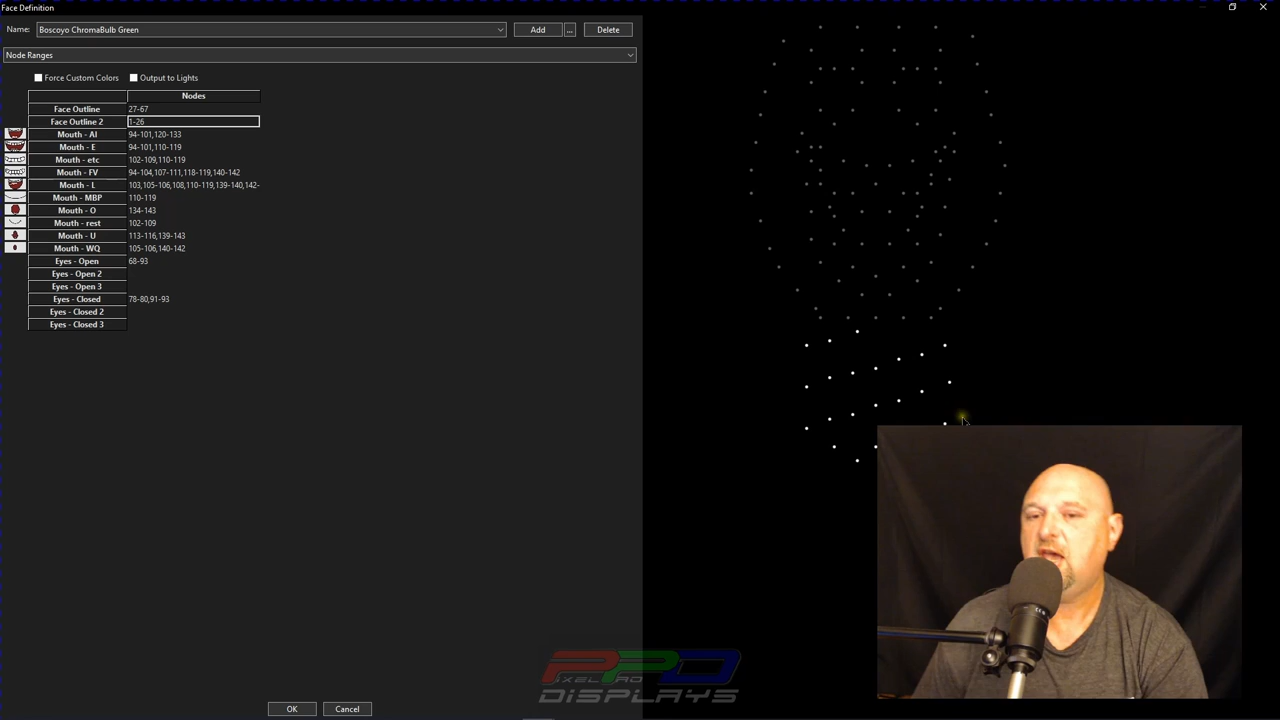 Face Definition
Name: Boscoyo ChromaBulb Green Add ... Delete
Node Ranges
Force Custom Colors Output to Lights
Nodes
Face Outline 27-67
Face Outline 2 1-26
Mouth - AI 94-101,120-133
Mouth - E 94-101,110-119
Mouth - etc 102-109,110-119
Mouth - FV 94-104,107-111,118-119,140-142
Mouth - L 103,105-106,108,110-119,139-140,142-
Mouth - MBP 110-119
Mouth - O 134-143
Mouth - rest 102-109
Mouth - U 113-116,139-143
Mouth - WQ 105-106,140-142
Eyes - Open 68-93
Eyes - Open 2
Eyes - Open 3
Eyes - Closed 78-80,91-93
Eyes - Closed 2
Eyes - Closed 3
PPD
PIXEL PRO
DISPLAYS
OK Cancel